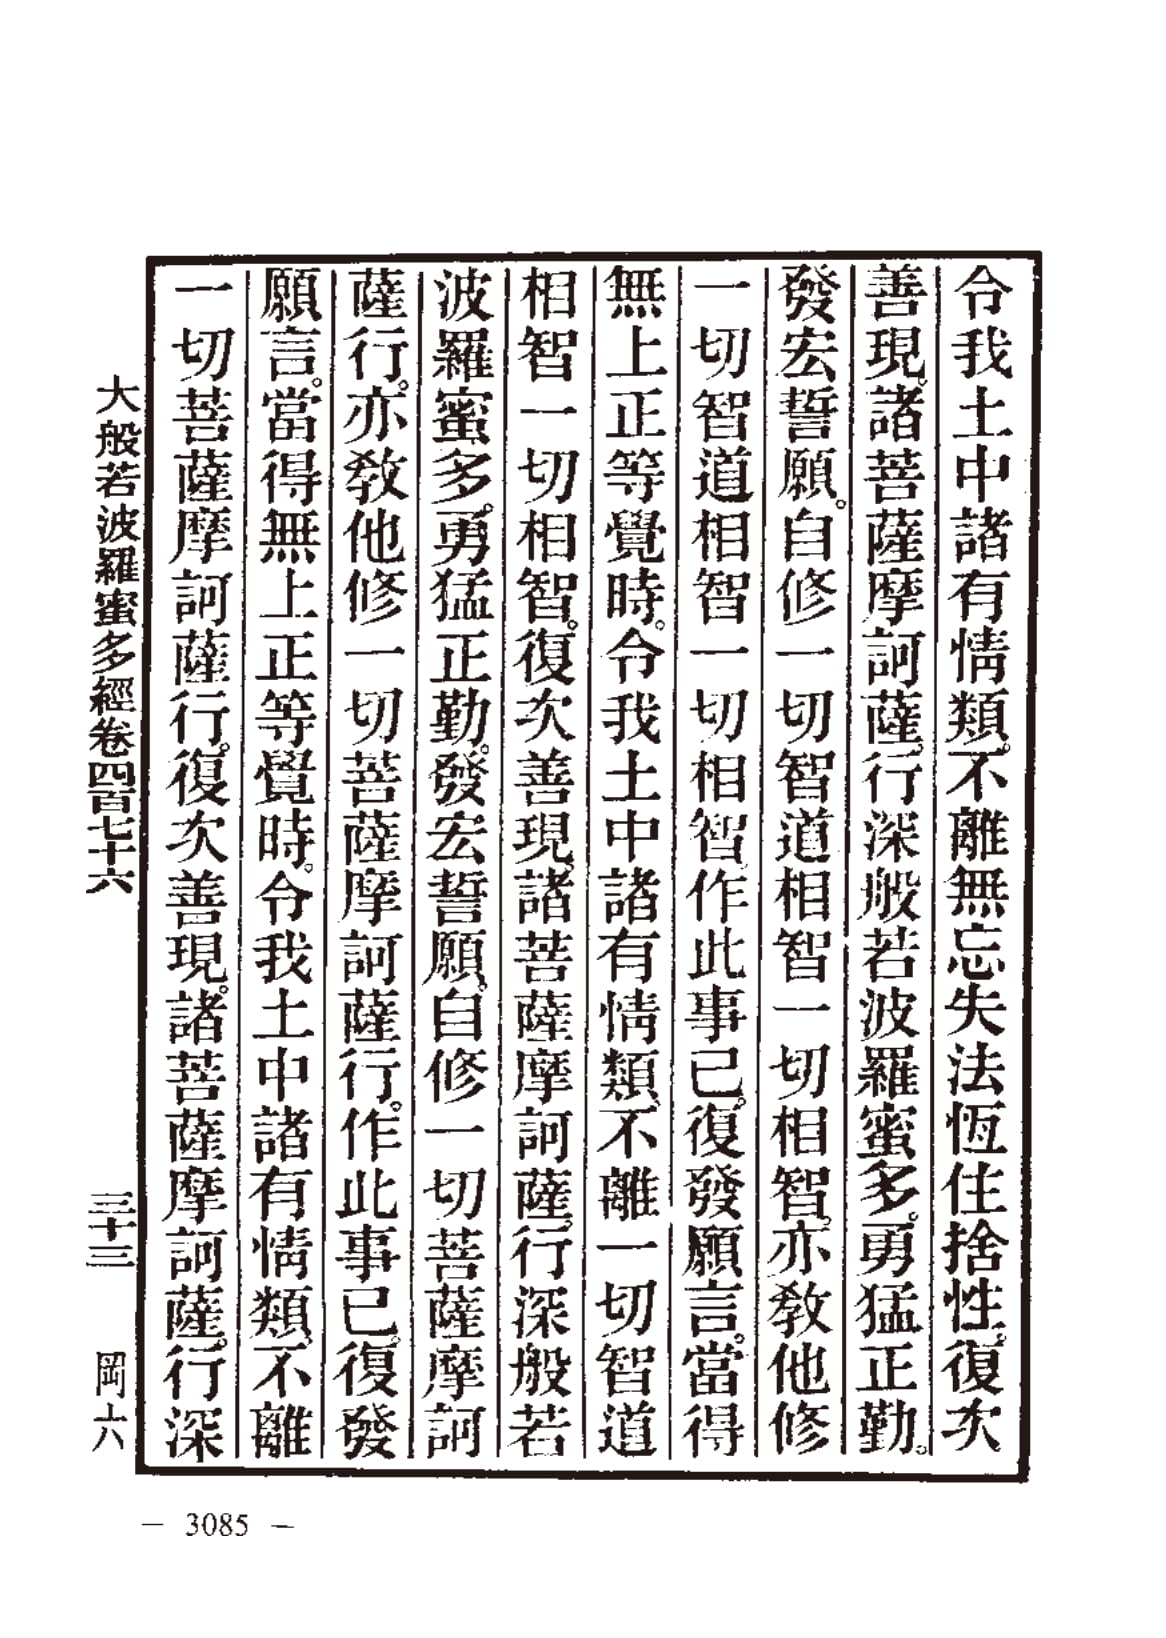 令我土中諸有情類。不離無忘失法恆住捨性。復次
善現。諸菩薩摩訶薩。行深般若波羅蜜多。勇猛正勤。
發宏誓願。自修一切智道相智一切相智。亦敎他修
一切智道相智一切相智、作此事已。復發願言。當得
無上正等覺時。令我土中諸有情類、不離一切智道
相智一切相智。復次善現。諸菩薩摩訶薩。行深般若
波羅蜜多。勇猛正勤。發宏誓願。自修一切菩薩摩訶
薩行。亦敎他修一切菩薩摩訶薩行。作此事已。復發
願言。當得無上正等覺時。令我土中諸有情類、不離
一切菩薩摩訶薩行。復次善現。諸菩薩摩訶薩。行深
大般若波羅蜜多經卷四百七十六 三十三 岡六
— 3085 —